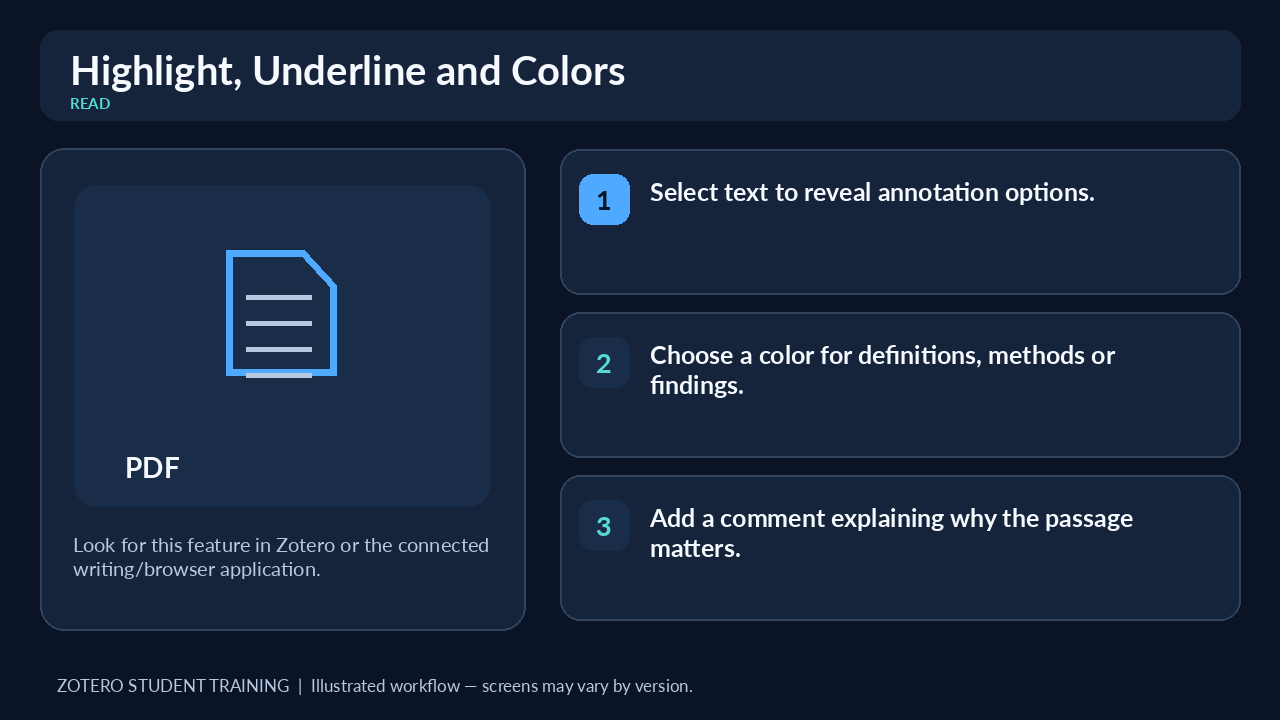 Highlight, Underline and Colors
READ
PDF
Look for this feature in Zotero or the connected
writing/browser application.
1
Select text to reveal annotation options.
2
Choose a color for definitions, methods or
findings.
3
Add a comment explaining why the passage
matters.
ZOTERO STUDENT TRAINING | Illustrated workflow — screens may vary by version.